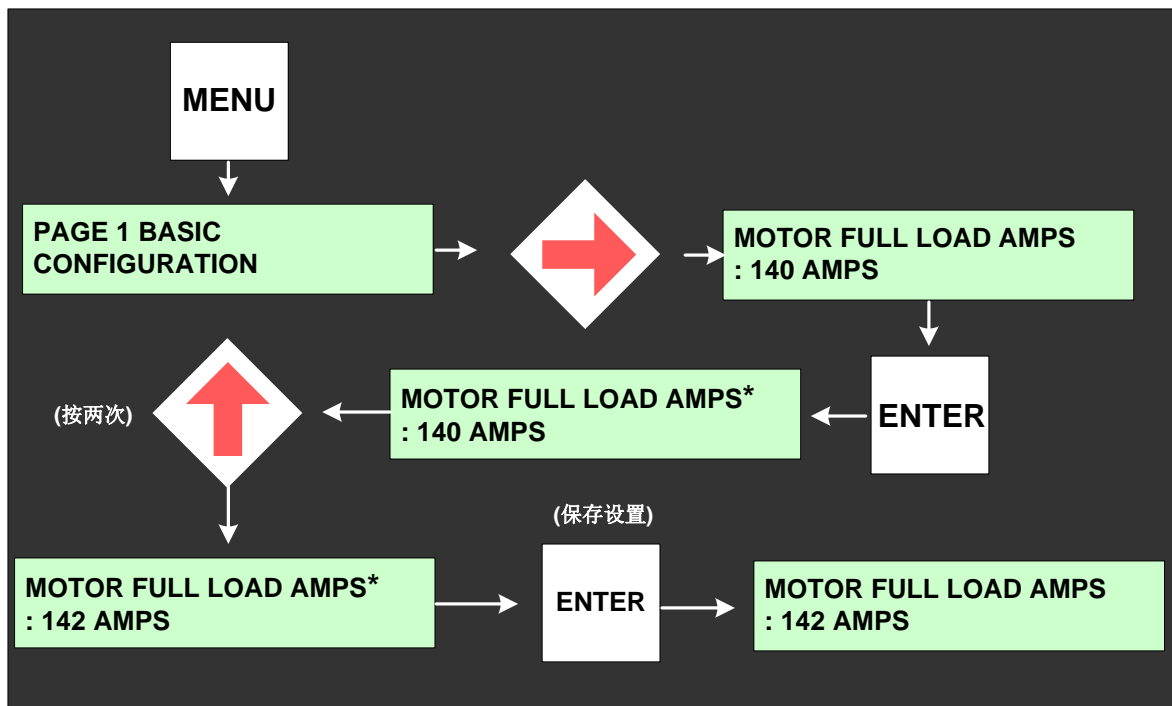 MENU
PAGE 1 BASIC
CONFIGURATION
MOTOR FULL LOAD AMPS
: 140 AMPS
ENTER
MOTOR FULL LOAD AMPS*
: 140 AMPS
(按两次)
MOTOR FULL LOAD AMPS*
: 142 AMPS
(保存设置)
ENTER
MOTOR FULL LOAD AMPS
: 142 AMPS